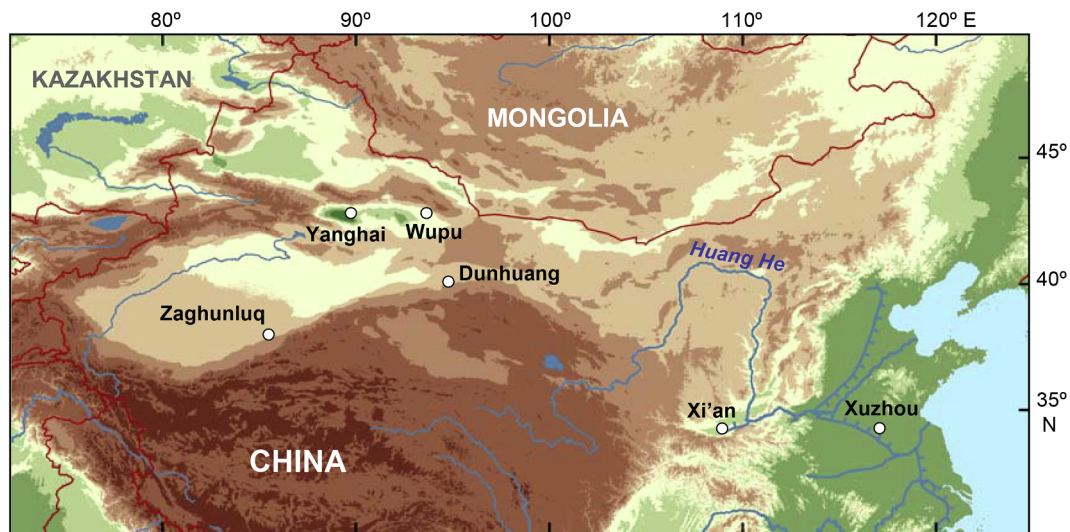 80º 90º 100º 110º 120º E
KAZAKHSTAN
MONGOLIA
45º
Yanghai
Wupu
Huang He
Dunhuang
40º
Zaghunluq
Xi’an
Xuzhou
35º
N
CHINA